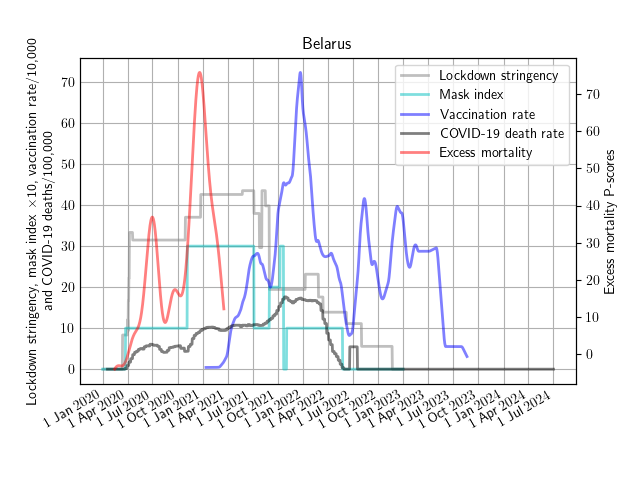 Belarus
Lockdown stringency, mask index ×10, vaccination rate/10,000
and COVID-19 deaths/100,000
70
60
50
40
30
20
10
0
Lockdown stringency
Mask index
Vaccination rate
COVID-19 death rate
Excess mortality
70
60
50
40
30
20
10
0
Excess mortality P-scores
1 Jan 2020
1 Apr 2020
1 Jul 2020
1 Oct 2020
1 Jan 2021
1 Apr 2021
1 Jul 2021
1 Oct 2021
1 Jan 2022
1 Apr 2022
1 Jul 2022
1 Oct 2022
1 Jan 2023
1 Apr 2023
1 Jul 2023
1 Oct 2023
1 Jan 2024
1 Apr 2024
1 Jul 2024